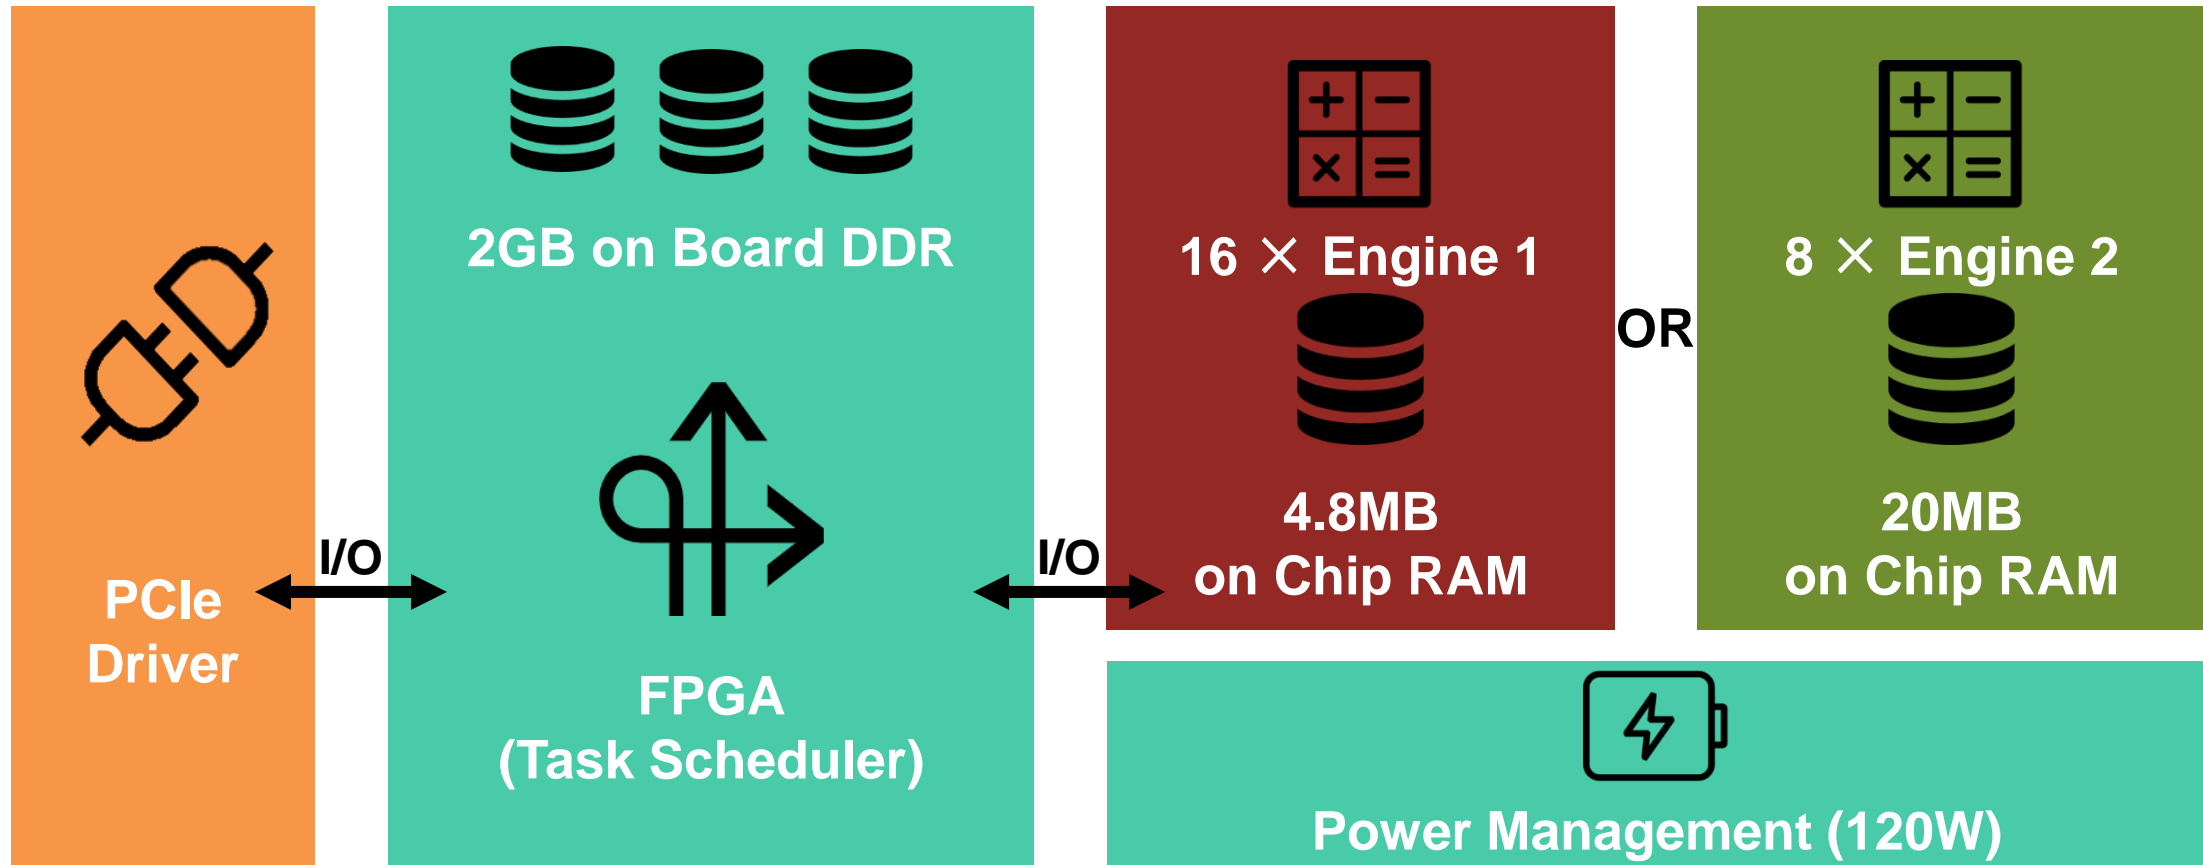 PCIe
Driver
I/O
2GB on Board DDR
FPGA
(Task Scheduler)
I/O
16 × Engine 1
4.8MB
on Chip RAM
OR
8 × Engine 2
20MB
on Chip RAM
Power Management (120W)